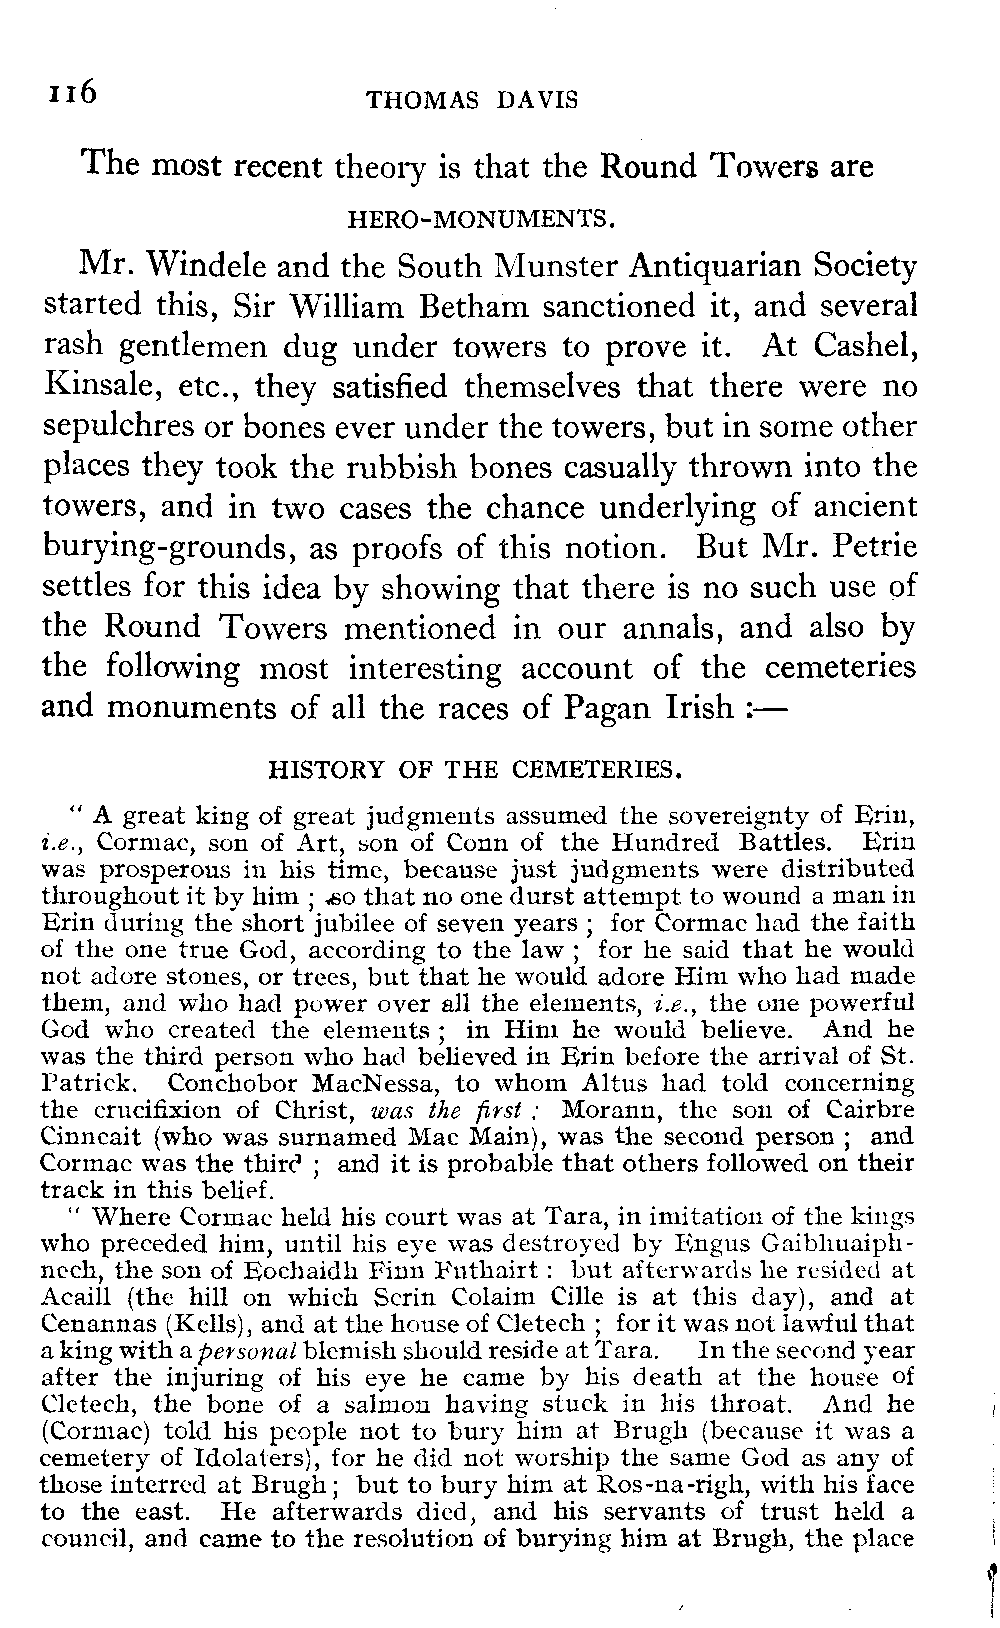 116
THOMAS DAVIS
The most recent theory is that the Round Towers are
HERO-MONUMENTS.
Mr. Windele and the South Munster Antiquarian Society
started this, Sir William Betham sanctioned it, and several
rash gentlemen dug under towers to prove it. At Cashel,
Kinsale, etc., they satisfied themselves that there were no
sepulchres or bones ever under the towers, but in some other
places they took the rubbish bones casually thrown into the
towers, and in two cases the chance underlying of ancient
burying-grounds, as proofs of this notion. But Mr. Petrie
settles for this idea by showing that there is no such use of
the Round Towers mentioned in our annals, and also by
the following most interesting account of the cemeteries
and monuments of all the races of Pagan Irish :—
HISTORY OF THE CEMETERIES.
" A great king of great judgments assumed the sovereignty of Erin,
i.e., Cormac, son of Art, son of Conn of the Hundred Battles. Erin
was prosperous in his time, because just judgments were distributed
throughout it by him ; so that no one durst attempt to wound a man in
Erin during the short jubilee of seven years ; for Cormac had the faith
of the one true God, according to the law ; for he said that he would
not adore stones, or trees, but that he would adore Him who had made
them, and who had power over all the elements, i.e., the one powerful
God who created the elements ; in Him he would believe. And he
was the third person who had believed in Erin before the arrival of St.
Patrick. Conchobor MacNessa, to whom Altus had told concerning
the crucifixion of Christ, was the first : Morann, the son of Cairbre
Cinncait (who was surnamed Mac Main), was the second person ; and
Cormac was the third ; and it is probable that others followed on their
track in this belief.
" Where Cormac held his court was at Tara, in imitation of the kings
who preceded him, until his eye was destroyed by Engus Gaibhuaiph-
nech, the son of Eochaidh Finn Futhairt : but afterwards he resided at
Acaill (the hill on which Scrin Colaim Cille is at this day), and at
Cenannas (Kells), and at the house of Cletech ; for it was not lawful that
a king with a personal blemish should reside at Tara. In the second year
after the injuring of his eye he came by his death at the house of
Cletech, the bone of a salmon having stuck in his throat. And he
(Cormac) told his people not to bury him at Brugh (because it was a
cemetery of Idolaters), for he did not worship the same God as any of
those interred at Brugh ; but to bury him at Ros-na-righ, with his face
to the east. He afterwards died, and his servants of trust held a
council, and came to the resolution of burying him at Brugh, the place